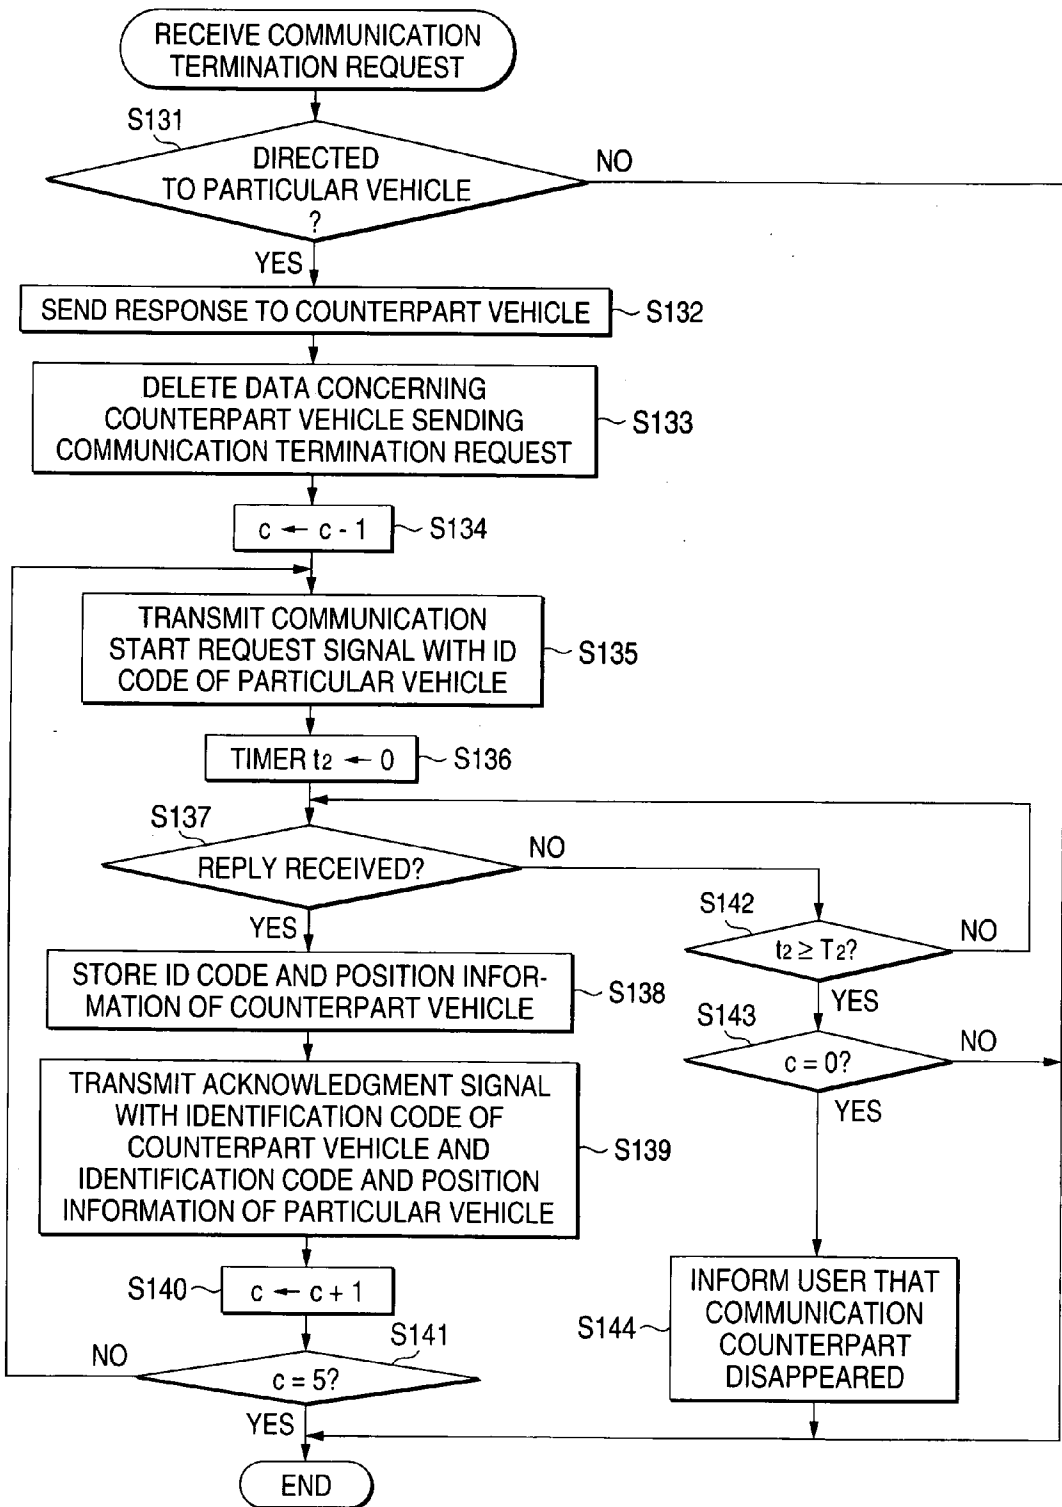 RECEIVE COMMUNICATION
TERMINATION REQUEST
S131
DIRECTED
TO PARTICULAR VEHICLE
?
NO
YES
SEND RESPONSE TO COUNTERPART VEHICLE
S132
DELETE DATA CONCERNING
COUNTERPART VEHICLE SENDING
COMMUNICATION TERMINATION REQUEST
S133
c ← c - 1
S134
TRANSMIT COMMUNICATION
START REQUEST SIGNAL WITH ID
CODE OF PARTICULAR VEHICLE
S135
TIMER t2 ← 0
S136
S137
REPLY RECEIVED?
NO
YES
S142
t2 ≥ T2?
NO
YES
STORE ID CODE AND POSITION INFOR-
MATION OF COUNTERPART VEHICLE
S138
S143
c = 0?
NO
YES
TRANSMIT ACKNOWLEDGMENT SIGNAL
WITH IDENTIFICATION CODE OF
COUNTERPART VEHICLE AND
IDENTIFICATION CODE AND POSITION
INFORMATION OF PARTICULAR VEHICLE
S139
S140
c ← c + 1
S141
NO
c = 5?
YES
S144
INFORM USER THAT
COMMUNICATION
COUNTERPART
DISAPPEARED
END